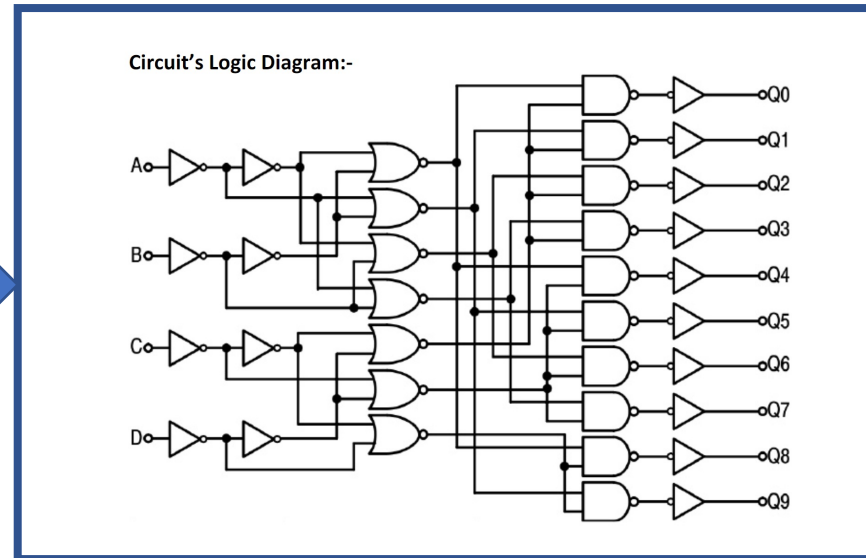 Circuit’s Logic Diagram:-
Q0
Q1
A
Q2
Q3
B
Q4
Q5
C
Q6
Q7
D
Q8
Q9